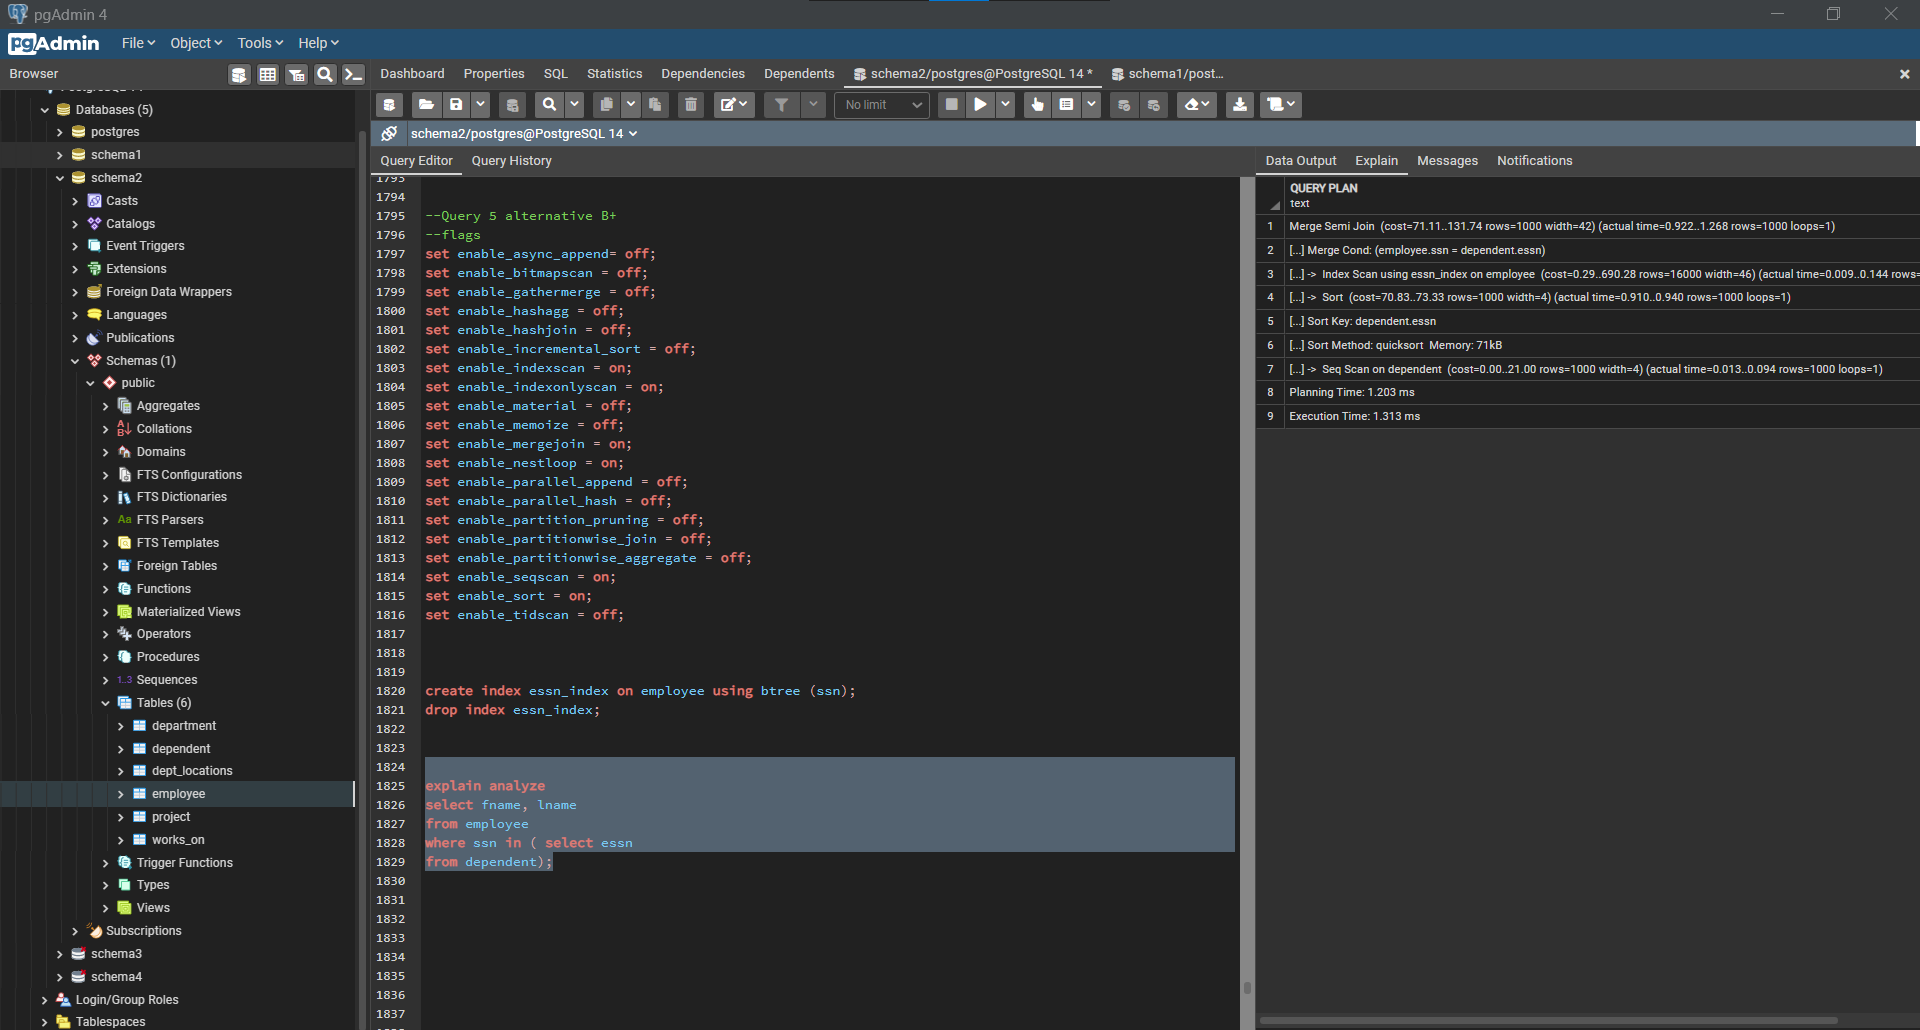 pgAdmin 4
pgAdmin
File
Object
Tools
Help
Browser
Databases (5)
postgres
schema1
schema2
Casts
Catalogs
Event Triggers
Extensions
Foreign Data Wrappers
Languages
Publications
Schemas (1)
public
Aggregates
Collations
Domains
FTS Configurations
FTS Dictionaries
Aa FTS Parsers
FTS Templates
Foreign Tables
Functions
Materialized Views
Operators
Procedures
1..3 Sequences
Tables (6)
department
dependent
dept_locations
employee
project
works_on
Trigger Functions
Types
Views
Subscriptions
schema3
schema4
Login/Group Roles
Tablespaces
Dashboard
Properties
SQL
Statistics
Dependencies
Dependents
schema2/postgres@PostgreSQL 14 *
schema1/post...
No limit
schema2/postgres@PostgreSQL 14
Query Editor
Query History
1793
1794
1795 --Query 5 alternative B+
1796 --flags
1797 set enable_async_append= off;
1798 set enable_bitmapscan = off;
1799 set enable_gathermerge = off;
1800 set enable_hashagg = off;
1801 set enable_hashjoin = off;
1802 set enable_incremental_sort = off;
1803 set enable_indexscan = on;
1804 set enable_indexonlyscan = on;
1805 set enable_material = off;
1806 set enable_memoize = off;
1807 set enable_mergejoin = on;
1808 set enable_nestloop = on;
1809 set enable_parallel_append = off;
1810 set enable_parallel_hash = off;
1811 set enable_partition_pruning = off;
1812 set enable_partitionwise_join = off;
1813 set enable_partitionwise_aggregate = off;
1814 set enable_seqscan = on;
1815 set enable_sort = on;
1816 set enable_tidscan = off;
1817
1818
1819
1820 create index essn_index on employee using btree (ssn);
1821 drop index essn_index;
1822
1823
1824
1825 explain analyze
1826 select fname, lname
1827 from employee
1828 where ssn in ( select essn
1829 from dependent);
1830
1831
1832
1833
1834
1835
1836
1837
Data Output
Explain
Messages
Notifications
QUERY PLAN
text
1 Merge Semi Join (cost=71.11..131.74 rows=1000 width=42) (actual time=0.922..1.268 rows=1000 loops=1)
2 [...] Merge Cond: (employee.ssn = dependent.essn)
3 [...] -> Index Scan using essn_index on employee (cost=0.29..690.28 rows=16000 width=46) (actual time=0.009..0.144 rows=
4 [...] -> Sort (cost=70.83..73.33 rows=1000 width=4) (actual time=0.910..0.940 rows=1000 loops=1)
5 [...] Sort Key: dependent.essn
6 [...] Sort Method: quicksort Memory: 71kB
7 [...] -> Seq Scan on dependent (cost=0.00..21.00 rows=1000 width=4) (actual time=0.013..0.094 rows=1000 loops=1)
8 Planning Time: 1.203 ms
9 Execution Time: 1.313 ms